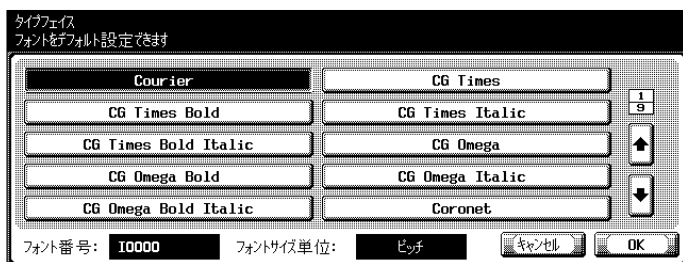 タイプフェイス
フォントをデフォルト設定できます
Courier
CG Times
CG Times Bold
CG Times Italic
CG Times Bold Italic
CG Omega
CG Omega Bold
CG Omega Italic
CG Omega Bold Italic
Coronet
1
9
フォント番号: I0000 フォントサイズ単位: ピッチ キャンセル OK